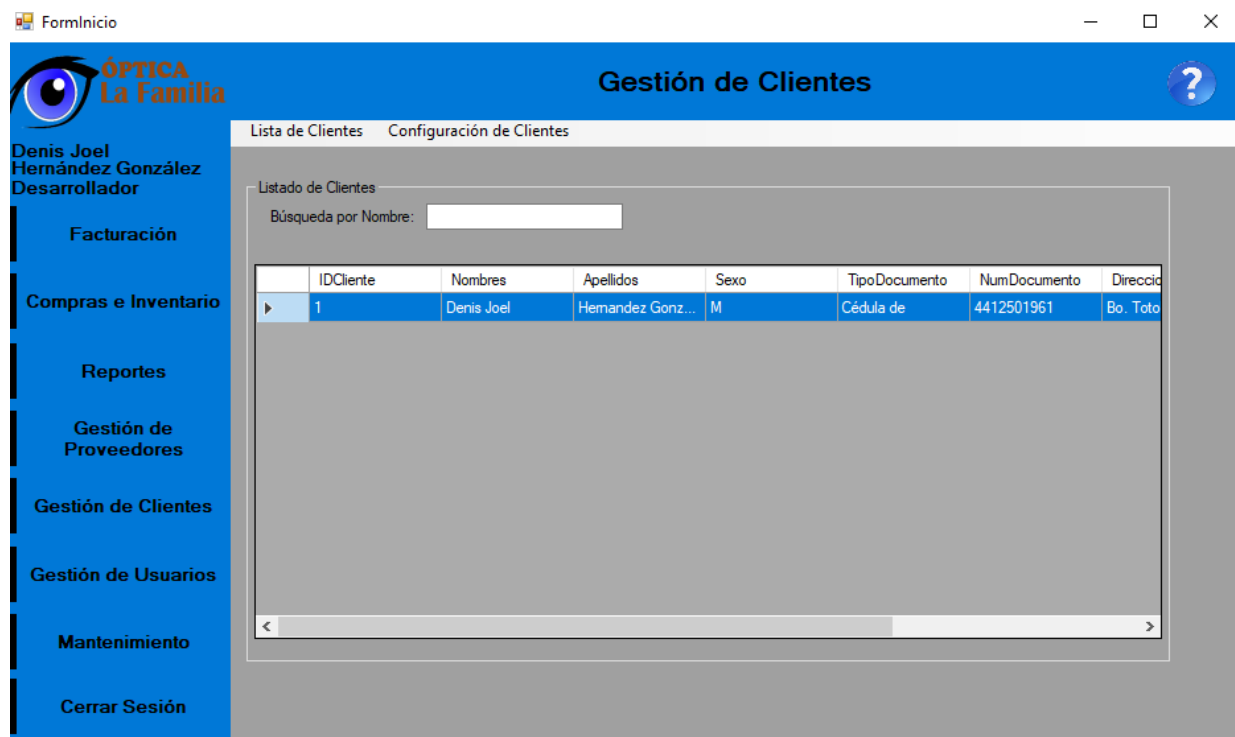 FormInicio
ÓPTICA
La Familia
Gestión de Clientes
?
Lista de Clientes Configuración de Clientes
Denis Joel
Hernández González
Desarrollador
Facturación
Compras e Inventario
Reportes
Gestión de
Proveedores
Gestión de Clientes
Gestión de Usuarios
Mantenimiento
Cerrar Sesión
Listado de Clientes
Búsqueda por Nombre:
IDCliente Nombres Apellidos Sexo TipoDocumento NumDocumento Direccio
1 Denis Joel Hernandez Gonz... M Cédula de 4412501961 Bo. Toto